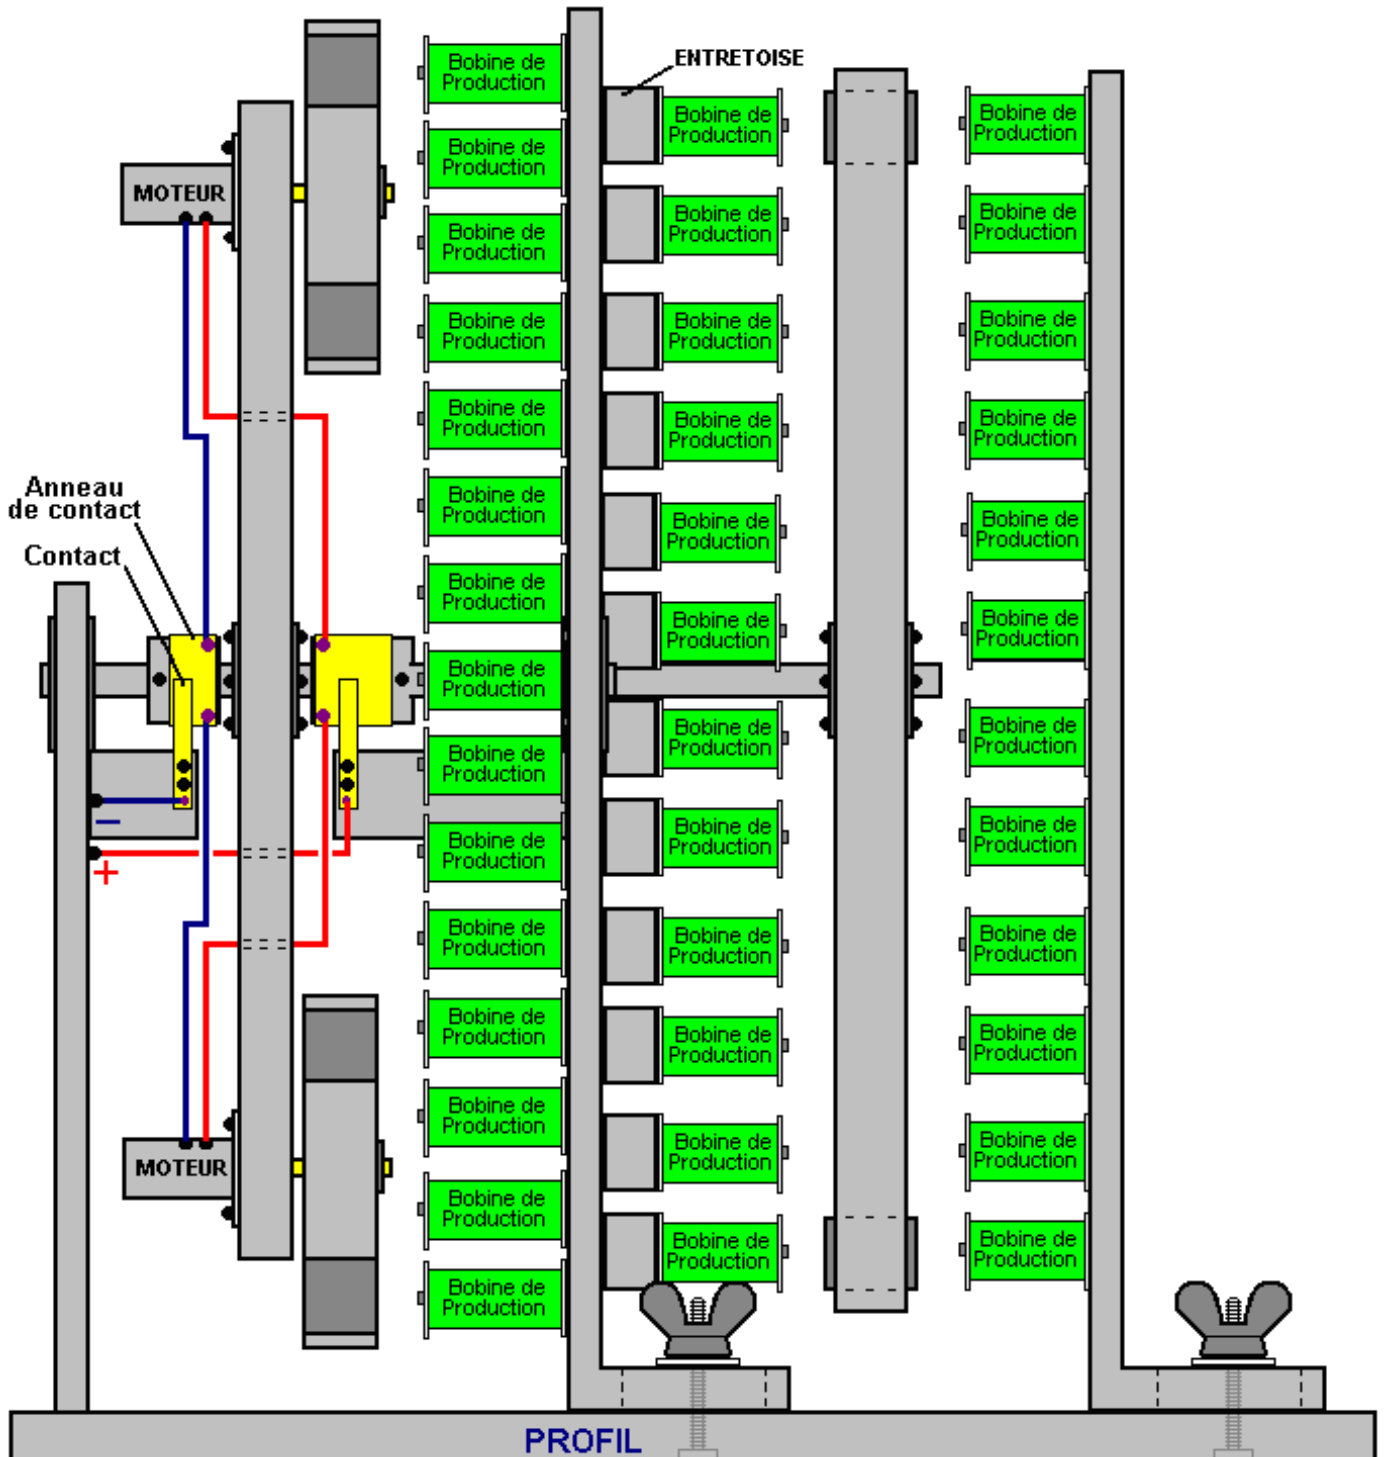 MOTEUR
Anneau
de contact
Contact
−
+
MOTEUR
Bobine de
Production
Bobine de
Production
Bobine de
Production
Bobine de
Production
Bobine de
Production
Bobine de
Production
Bobine de
Production
Bobine de
Production
Bobine de
Production
Bobine de
Production
Bobine de
Production
Bobine de
Production
Bobine de
Production
Bobine de
Production
Bobine de
Production
ENTRETOISE
Bobine de
Production
Bobine de
Production
Bobine de
Production
Bobine de
Production
Bobine de
Production
Bobine de
Production
Bobine de
Production
Bobine de
Production
Bobine de
Production
Bobine de
Production
Bobine de
Production
Bobine de
Production
Bobine de
Production
Bobine de
Production
Bobine de
Production
Bobine de
Production
Bobine de
Production
Bobine de
Production
Bobine de
Production
Bobine de
Production
Bobine de
Production
Bobine de
Production
Bobine de
Production
Bobine de
Production
PROFIL